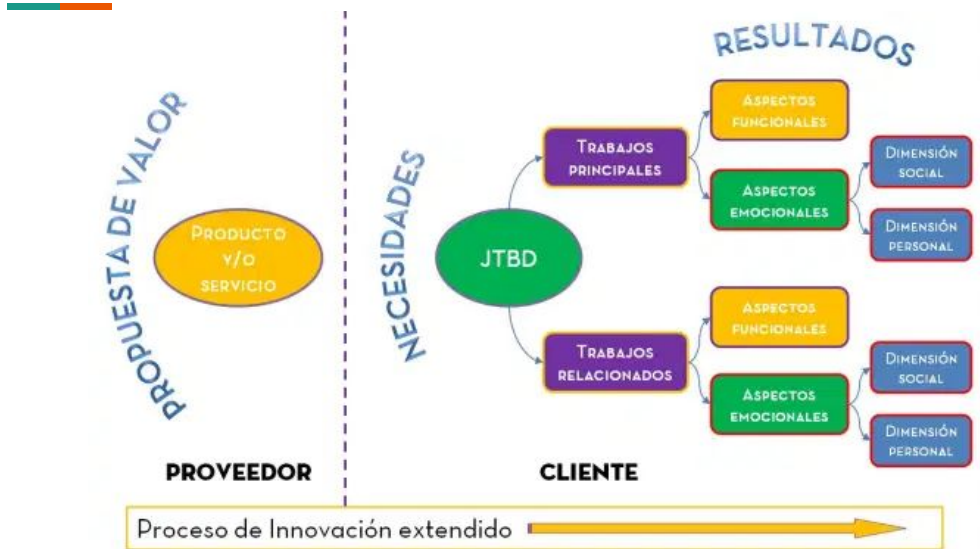 RESULTADOS
PROPUESTA DE VALOR
PRODUCTO
Y/O
SERVICIO
NECESIDADES
JTBD
TRABAJOS
PRINCIPALES
ASPECTOS
FUNCIONALES
ASPECTOS
EMOCIONALES
DIMENSIÓN
SOCIAL
DIMENSIÓN
PERSONAL
TRABAJOS
RELACIONADOS
ASPECTOS
FUNCIONALES
ASPECTOS
EMOCIONALES
DIMENSIÓN
SOCIAL
DIMENSIÓN
PERSONAL
PROVEEDOR
CLIENTE
Proceso de Innovación extendido